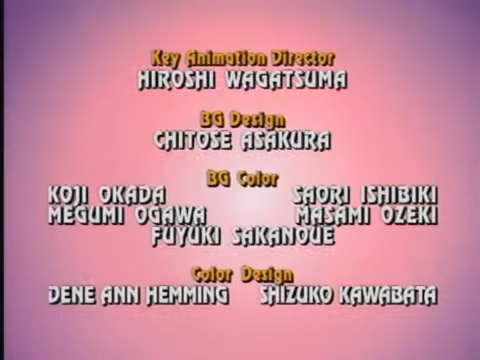 Key Animation Director
HIROSHI WAGATSUMA
BG Design
CHITOSE ASAKURA
BG Color
KOJI OKADA SAORI ISHIBIKI
MEGUMI OGAWA MASAMI OZEKI
FUYUKI SAKANOUE
Color Design
DENE ANN HEMMING SHIZUKO KAWABATA